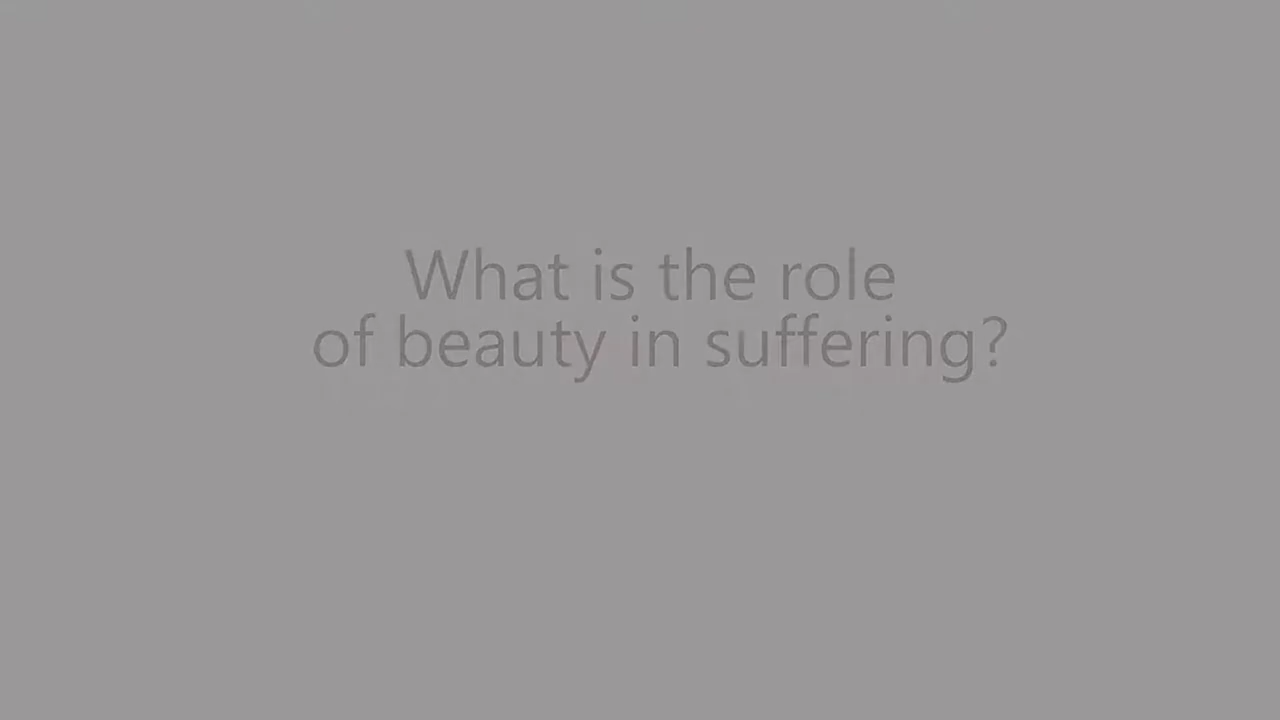 What is the role
of beauty in suffering?